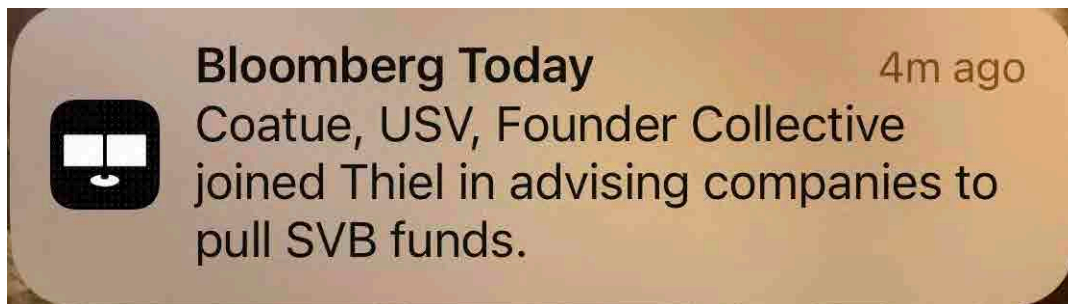 Bloomberg Today
4m ago
Coatue, USV, Founder Collective
joined Thiel in advising companies to
pull SVB funds.